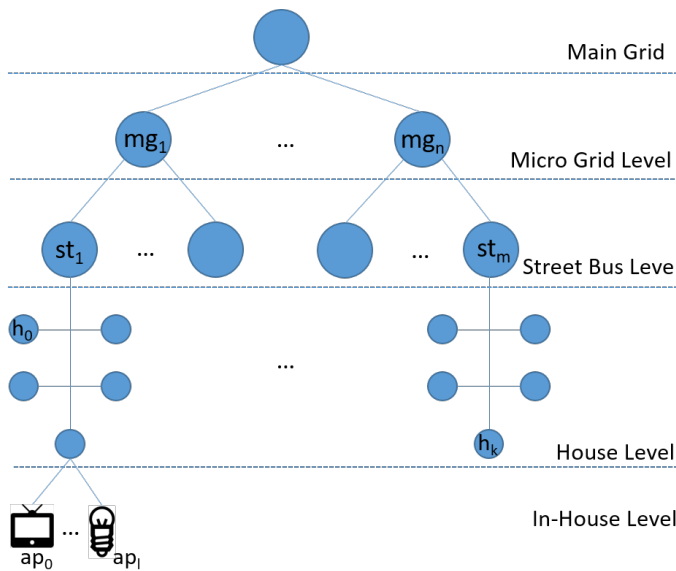 Main Grid
mg₁ ... mgₙ
Micro Grid Level
st₁ ... ... stₘ
Street Bus Leve
h₀
...
hₖ
House Level
...
In-House Level
ap₀ apₗ